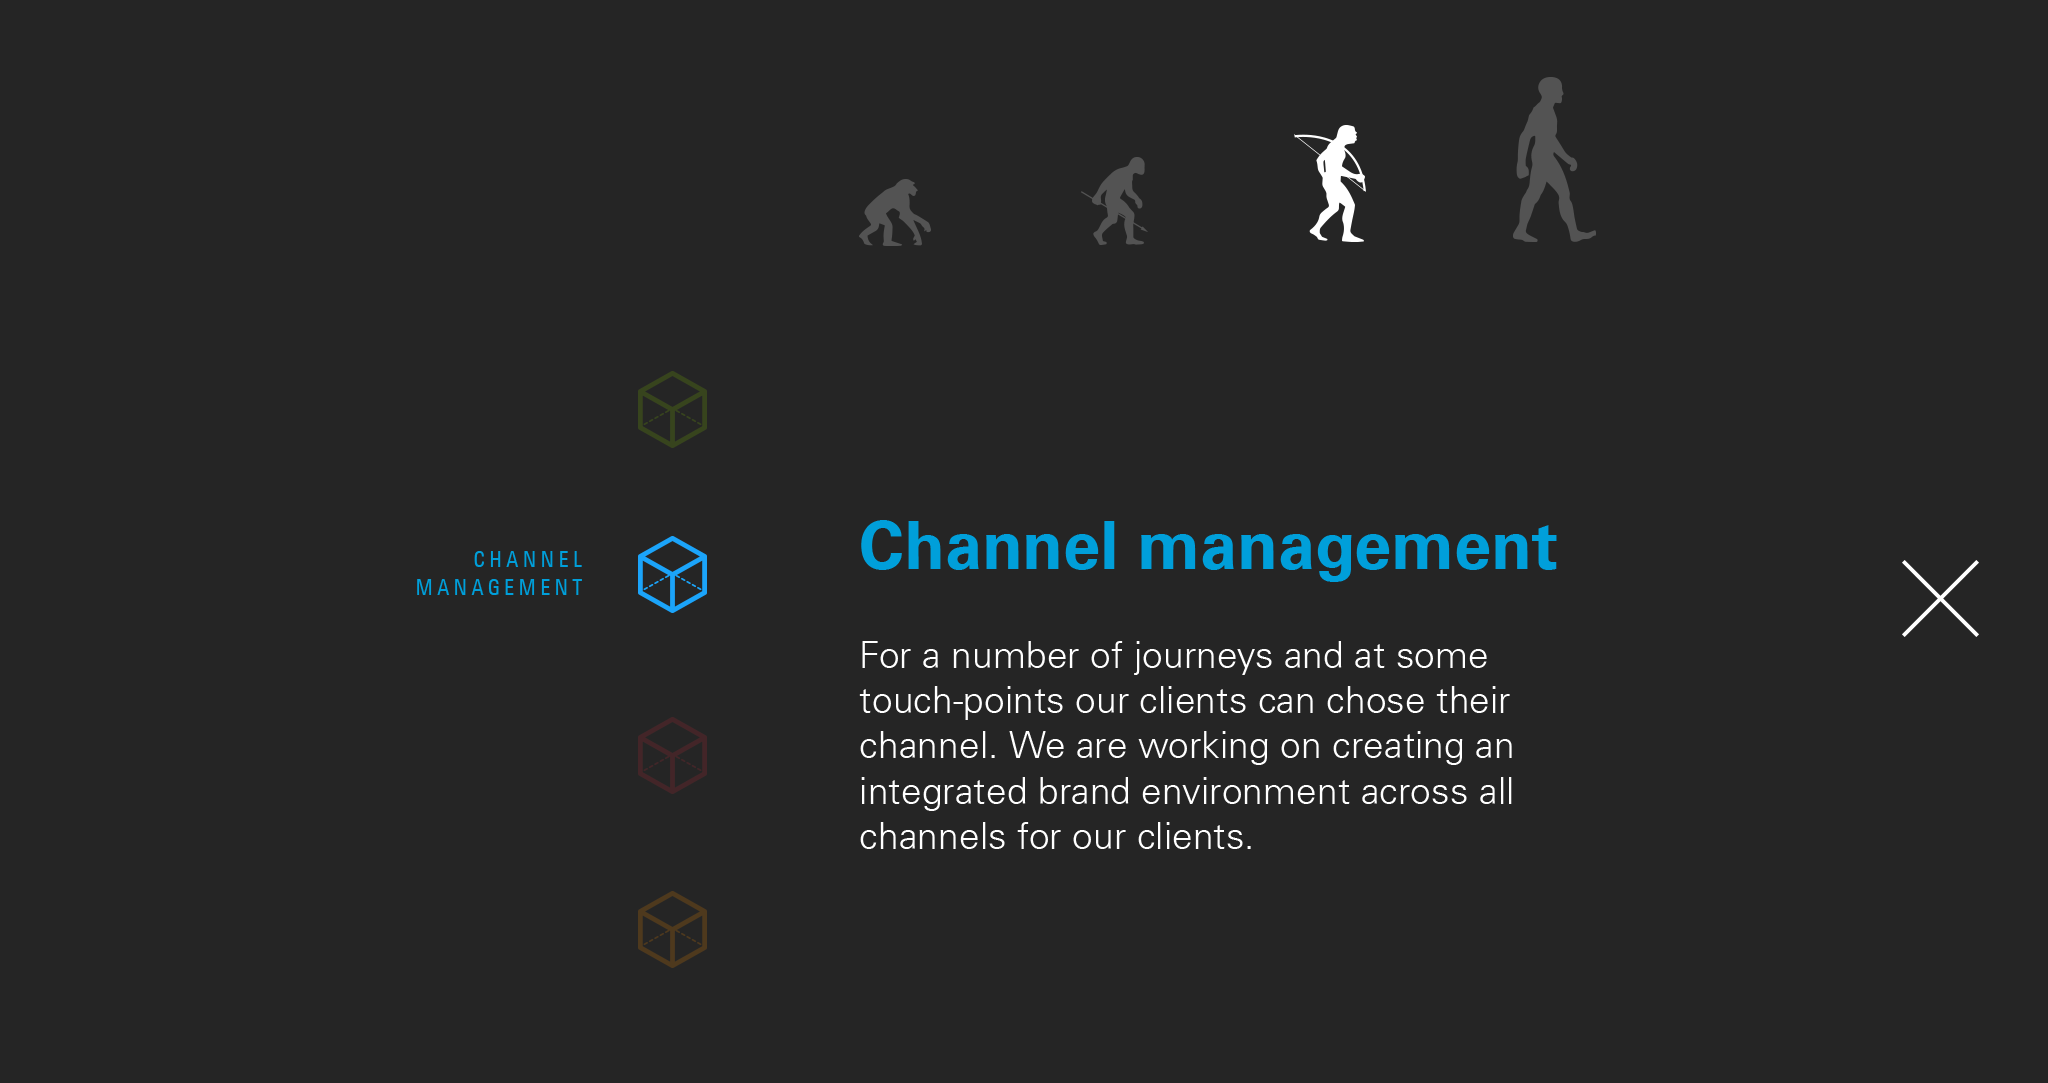 CHANNEL
MANAGEMENT
Channel management
For a number of journeys and at some
touch-points our clients can chose their
channel. We are working on creating an
integrated brand environment across all
channels for our clients.